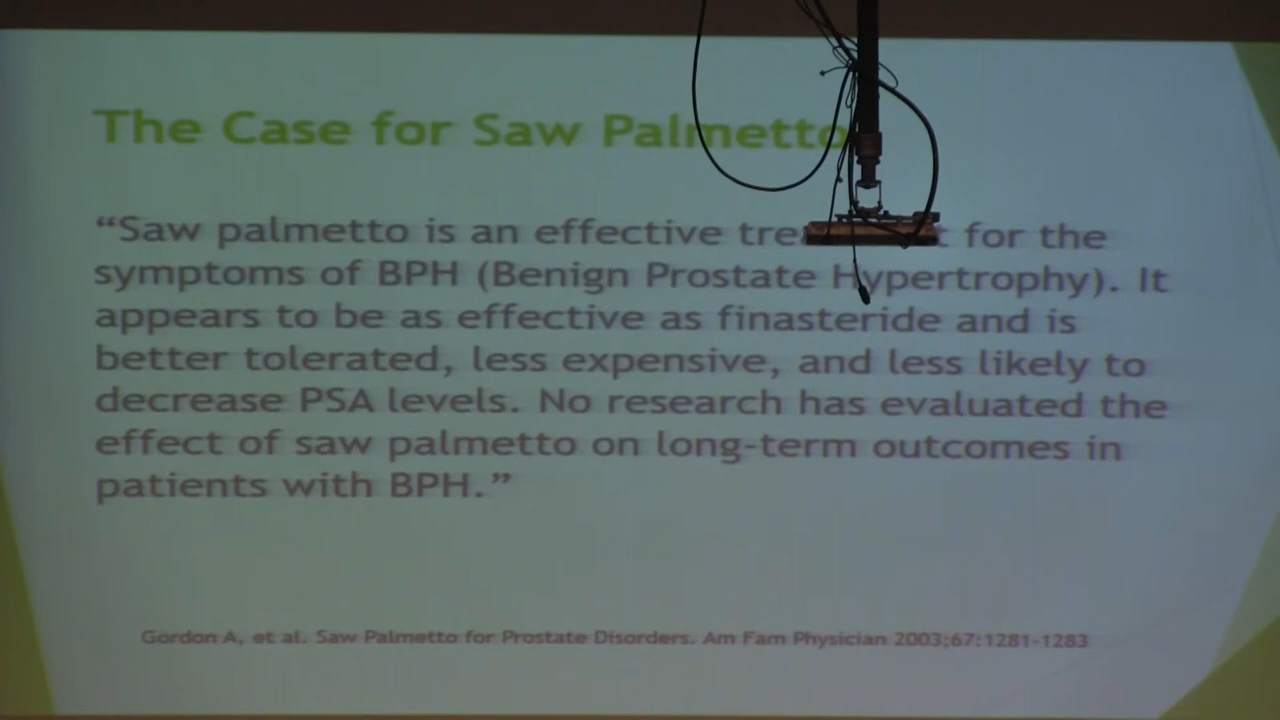 The Case for Saw Palmetto
“Saw palmetto is an effective for the
symptoms of BPH (Benign Prostate Hypertrophy). It
appears to be as effective as finasteride and is
better tolerated, less expensive, and less likely to
decrease PSA levels. No research has evaluated the
effect of saw palmetto on long-term outcomes in
patients with BPH.”
Gordon A, et al. Saw Palmetto for Prostate Disorders. Am Fam Physician 2003;67:1281-1283